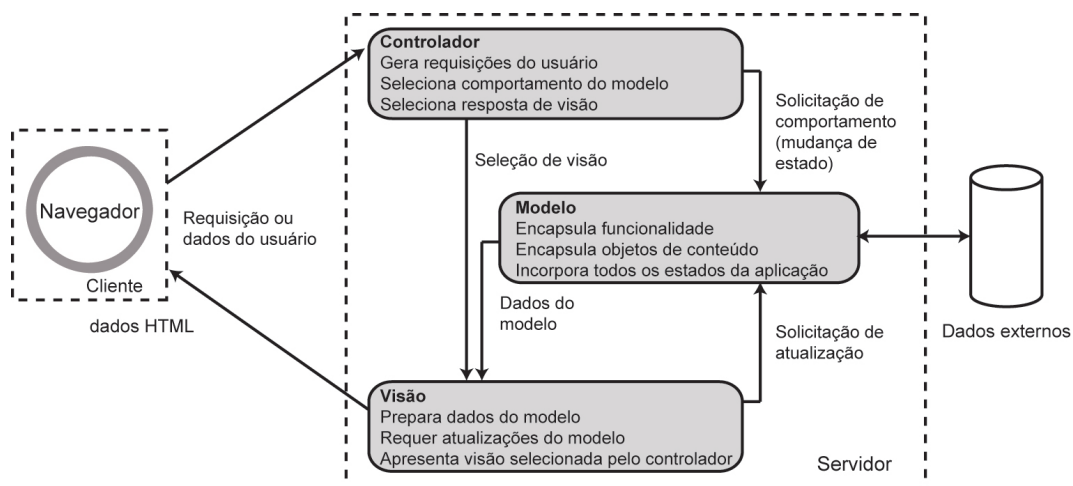 Controlador
Gera requisições do usuário
Seleciona comportamento do modelo
Seleciona resposta de visão
Solicitação de
comportamento
(mudança de
estado)
Seleção de visão
Navegador
Cliente
Requisição ou
dados do usuário
dados HTML
Modelo
Encapsula funcionalidade
Encapsula objetos de conteúdo
Incorpora todos os estados da aplicação
Dados do
modelo
Solicitação de
atualização
Dados externos
Visão
Prepara dados do modelo
Requer atualizações do modelo
Apresenta visão selecionada pelo controlador
Servidor